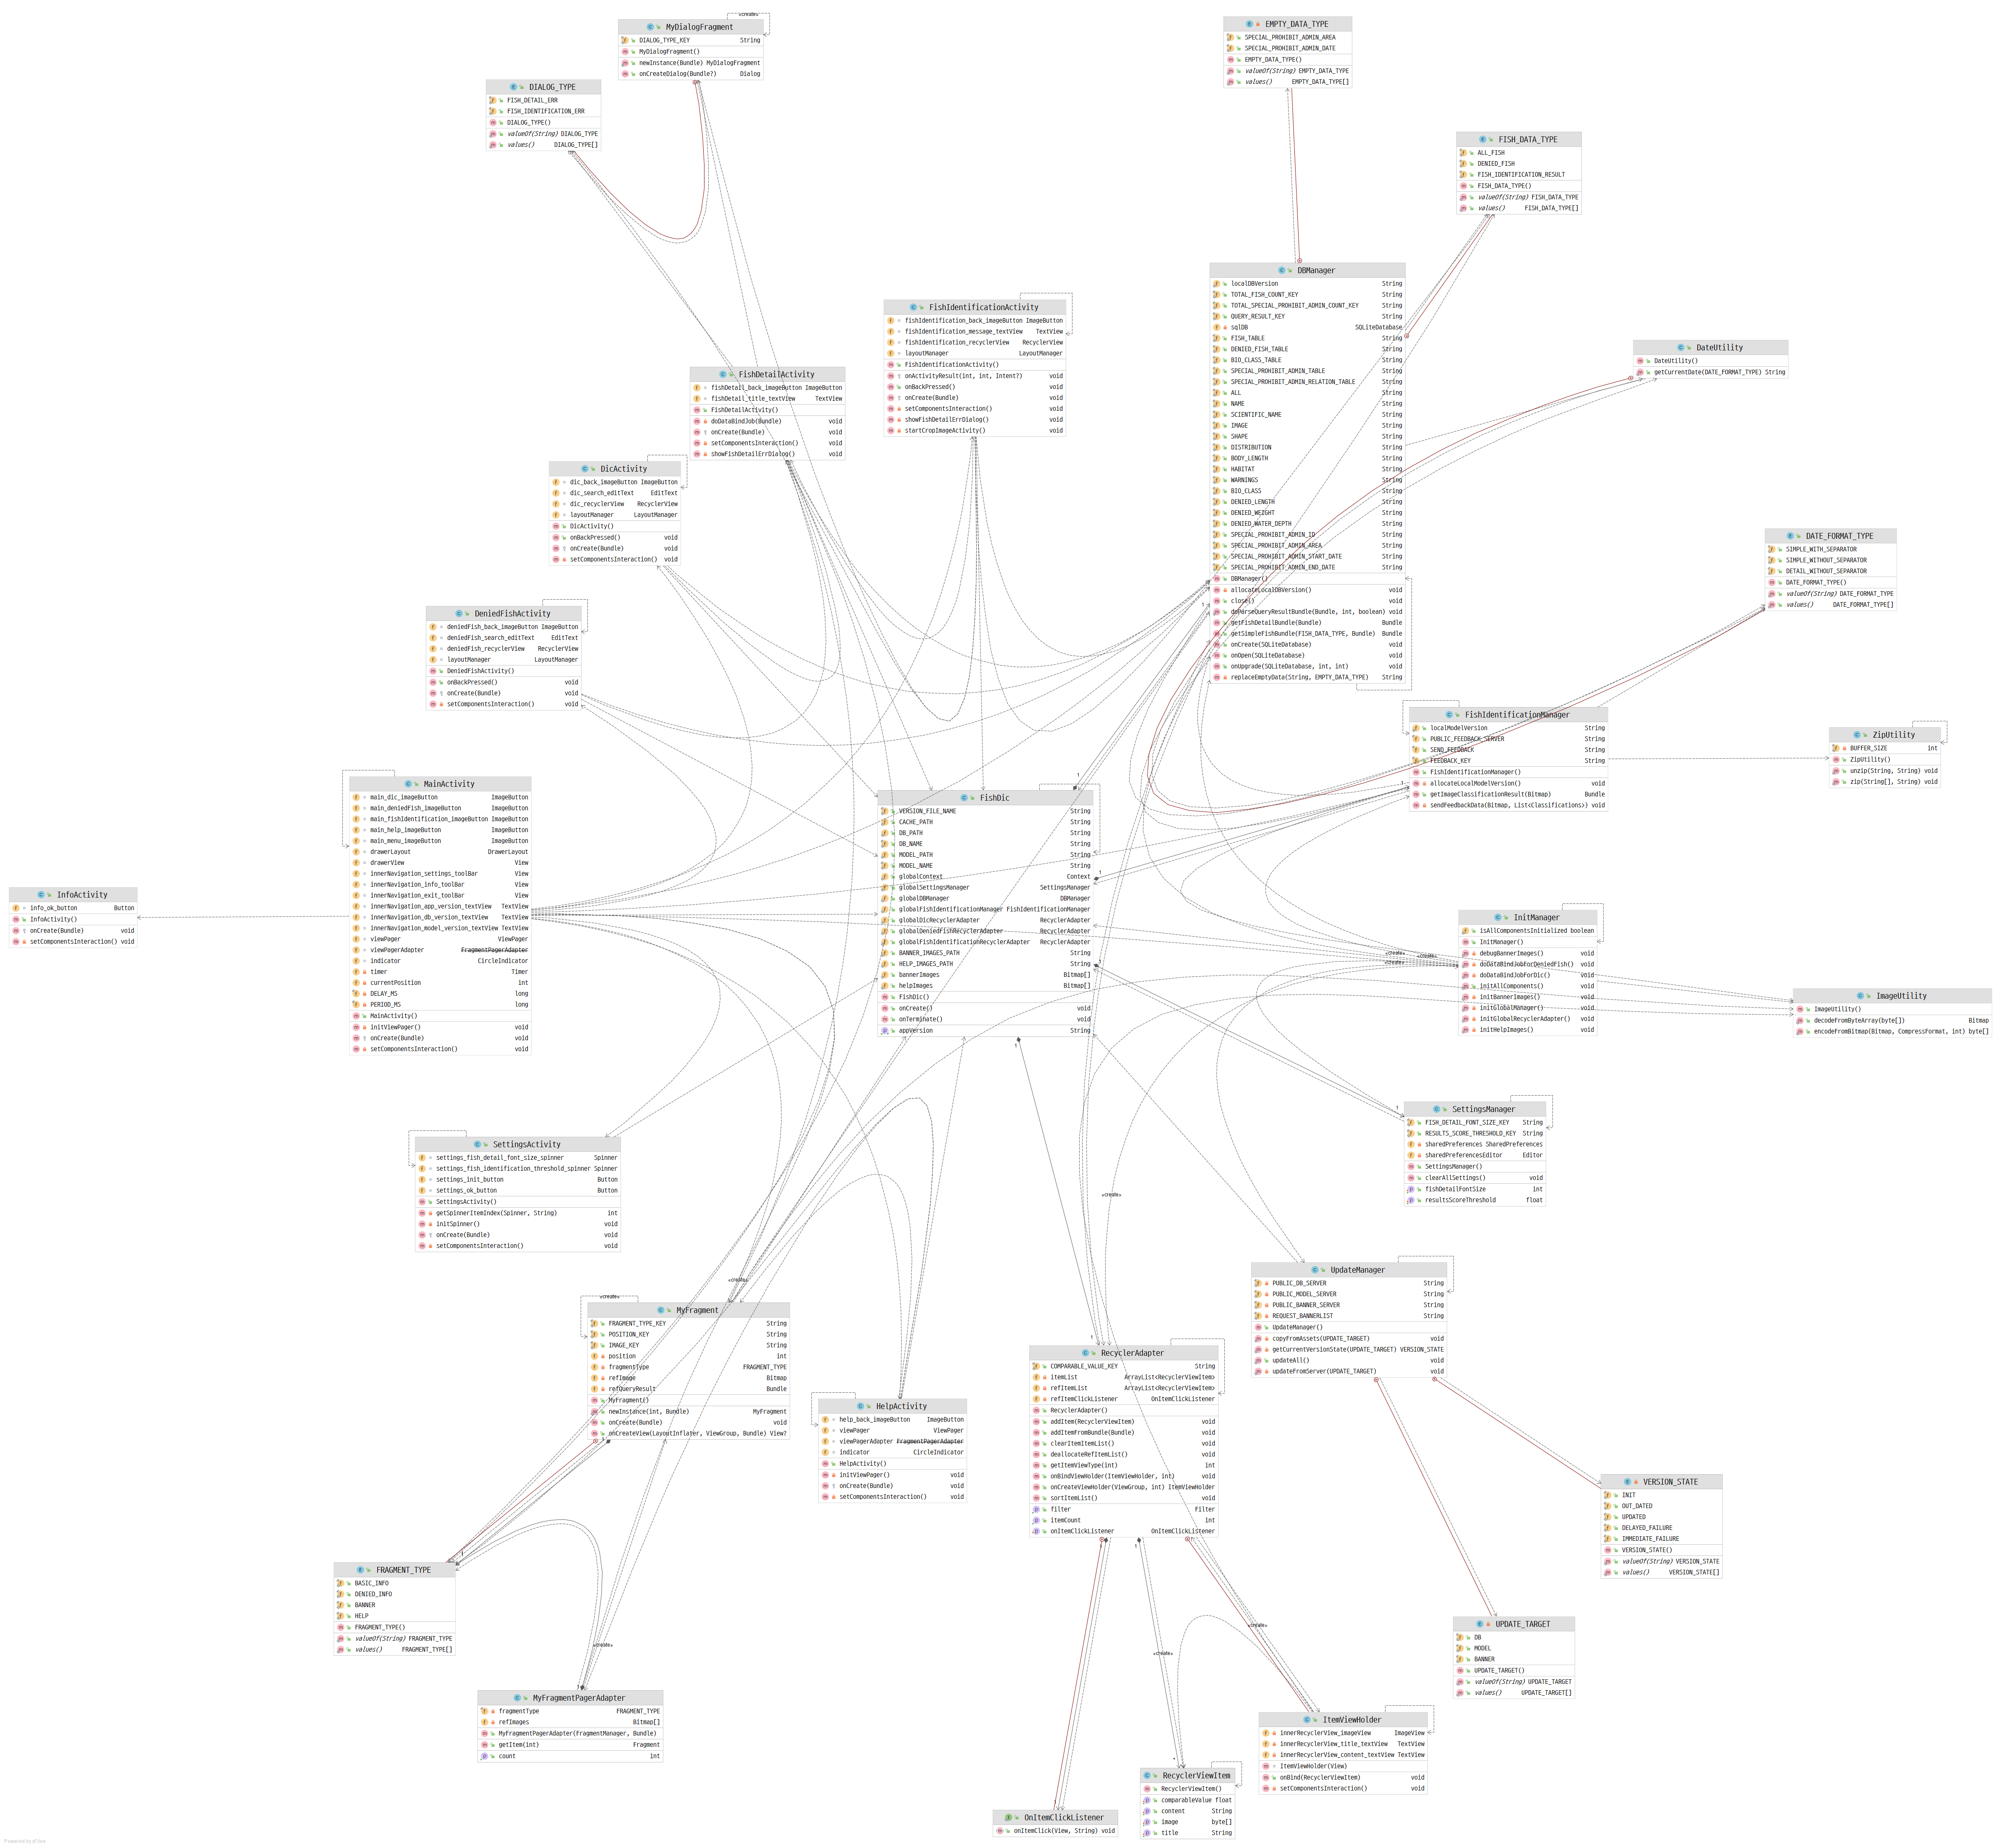 «create»
MyDialogFragment
DIALOG_TYPE_KEY String
MyDialogFragment()
newInstance(Bundle) MyDialogFragment
onCreateDialog(Bundle?) Dialog
EMPTY_DATA_TYPE
SPECIAL_PROHIBIT_ADMIN_AREA
SPECIAL_PROHIBIT_ADMIN_DATE
EMPTY_DATA_TYPE()
valueOf(String) EMPTY_DATA_TYPE
values() EMPTY_DATA_TYPE[]
DIALOG_TYPE
FISH_DETAIL_ERR
FISH_IDENTIFICATION_ERR
DIALOG_TYPE()
valueOf(String) DIALOG_TYPE
values() DIALOG_TYPE[]
FISH_DATA_TYPE
ALL_FISH
DENIED_FISH
FISH_IDENTIFICATION_RESULT
FISH_DATA_TYPE()
valueOf(String) FISH_DATA_TYPE
values() FISH_DATA_TYPE[]
DBManager
localDBVersion String
TOTAL_FISH_COUNT_KEY String
TOTAL_SPECIAL_PROHIBIT_ADMIN_COUNT_KEY String
QUERY_RESULT_KEY String
sqlDB SQLiteDatabase
FISH_TABLE String
DENIED_FISH_TABLE String
BIO_CLASS_TABLE String
SPECIAL_PROHIBIT_ADMIN_TABLE String
SPECIAL_PROHIBIT_ADMIN_RELATION_TABLE String
ALL String
NAME String
SCIENTIFIC_NAME String
IMAGE String
SHAPE String
DISTRIBUTION String
BODY_LENGTH String
HABITAT String
WARNINGS String
BIO_CLASS String
DENIED_LENGTH String
DENIED_WEIGHT String
DENIED_WATER_DEPTH String
SPECIAL_PROHIBIT_ADMIN_ID String
SPECIAL_PROHIBIT_ADMIN_AREA String
SPECIAL_PROHIBIT_ADMIN_START_DATE String
SPECIAL_PROHIBIT_ADMIN_END_DATE String
DBManager()
allocateLocalDBVersion() void
close() void
doParseQueryResultBundle(Bundle, int, boolean) void
getFishDetailBundle(Bundle) Bundle
getSimpleFishBundle(FISH_DATA_TYPE, Bundle) Bundle
onCreate(SQLiteDatabase) void
onOpen(SQLiteDatabase) void
onUpgrade(SQLiteDatabase, int, int) void
replaceEmptyData(String, EMPTY_DATA_TYPE) String
FishIdentificationActivity
fishIdentification_back_imageButton ImageButton
fishIdentification_message_textView TextView
fishIdentification_recyclerView RecyclerView
layoutManager LayoutManager
FishIdentificationActivity()
onActivityResult(int, int, Intent?) void
onBackPressed() void
onCreate(Bundle) void
setComponentsInteraction() void
showFishDetailErrDialog() void
startCropImageActivity() void
DateUtility
DateUtility()
getCurrentDate(DATE_FORMAT_TYPE) String
FishDetailActivity
fishDetail_back_imageButton ImageButton
fishDetail_title_textView TextView
FishDetailActivity()
doDataBindJob(Bundle) void
onCreate(Bundle) void
setComponentsInteraction() void
showFishDetailErrDialog() void
DicActivity
dic_back_imageButton ImageButton
dic_search_editText EditText
dic_recyclerView RecyclerView
layoutManager LayoutManager
DicActivity()
onBackPressed() void
onCreate(Bundle) void
setComponentsInteraction() void
DATE_FORMAT_TYPE
SIMPLE_WITH_SEPARATOR
SIMPLE_WITHOUT_SEPARATOR
DETAIL_WITHOUT_SEPARATOR
DATE_FORMAT_TYPE()
valueOf(String) DATE_FORMAT_TYPE
values() DATE_FORMAT_TYPE[]
DeniedFishActivity
deniedFish_back_imageButton ImageButton
deniedFish_search_editText EditText
deniedFish_recyclerView RecyclerView
layoutManager LayoutManager
DeniedFishActivity()
onBackPressed() void
onCreate(Bundle) void
setComponentsInteraction() void
FishIdentificationManager
localModelVersion String
PUBLIC_FEEDBACK_SERVER String
SEND_FEEDBACK String
FEEDBACK_KEY String
FishIdentificationManager()
allocateLocalModelVersion() void
getImageClassificationResult(Bitmap) Bundle
sendFeedbackData(Bitmap, List<Classifications>) void
ZipUtility
BUFFER_SIZE int
ZipUtility()
unzip(String, String) void
zip(String[], String) void
MainActivity
main_dic_imageButton ImageButton
main_deniedFish_imageButton ImageButton
main_fishIdentification_imageButton ImageButton
main_help_imageButton ImageButton
main_menu_imageButton ImageButton
drawerLayout DrawerLayout
drawerView View
innerNavigation_settings_toolBar View
innerNavigation_info_toolBar View
innerNavigation_exit_toolBar View
innerNavigation_app_version_textView TextView
innerNavigation_db_version_textView TextView
innerNavigation_model_version_textView TextView
viewPager ViewPager
viewPagerAdapter FragmentPagerAdapter
indicator CircleIndicator
timer Timer
currentPosition int
DELAY_MS long
PERIOD_MS long
MainActivity()
initViewPager() void
onCreate(Bundle) void
setComponentsInteraction() void
FishDic
VERSION_FILE_NAME String
CACHE_PATH String
DB_PATH String
DB_NAME String
MODEL_PATH String
MODEL_NAME String
globalContext Context
globalSettingsManager SettingsManager
globalDBManager DBManager
globalFishIdentificationManager FishIdentificationManager
globalDicRecyclerAdapter RecyclerAdapter
globalDeniedFishRecyclerAdapter RecyclerAdapter
globalFishIdentificationRecyclerAdapter RecyclerAdapter
BANNER_IMAGES_PATH String
HELP_IMAGES_PATH String
bannerImages Bitmap[]
helpImages Bitmap[]
FishDic()
onCreate() void
onTerminate() void
appVersion String
InfoActivity
info_ok_button Button
InfoActivity()
onCreate(Bundle) void
setComponentsInteraction() void
InitManager
isAllComponentsInitialized boolean
InitManager()
debugBannerImages() void
doDataBindJobForDeniedFish() void
doDataBindJobForDic() void
initAllComponents() void
initBannerImages() void
initGlobalManager() void
initGlobalRecyclerAdapter() void
initHelpImages() void
«create»
«create»
«create»
ImageUtility
ImageUtility()
decodeFromByteArray(byte[]) Bitmap
encodeFromBitmap(Bitmap, CompressFormat, int) byte[]
SettingsManager
FISH_DETAIL_FONT_SIZE_KEY String
RESULTS_SCORE_THRESHOLD_KEY String
sharedPreferences SharedPreferences
sharedPreferencesEditor Editor
SettingsManager()
clearAllSettings() void
fishDetailFontSize int
resultsScoreThreshold float
SettingsActivity
settings_fish_detail_font_size_spinner Spinner
settings_fish_identification_threshold_spinner Spinner
settings_init_button Button
settings_ok_button Button
SettingsActivity()
getSpinnerItemIndex(Spinner, String) int
initSpinner() void
onCreate(Bundle) void
setComponentsInteraction() void
«create»
«create»
«create»
UpdateManager
PUBLIC_DB_SERVER String
PUBLIC_MODEL_SERVER String
PUBLIC_BANNER_SERVER String
REQUEST_BANNERLIST String
UpdateManager()
copyFromAssets(UPDATE_TARGET) void
getCurrentVersionState(UPDATE_TARGET) VERSION_STATE
updateAll() void
updateFromServer(UPDATE_TARGET) void
MyFragment
FRAGMENT_TYPE_KEY String
POSITION_KEY String
IMAGE_KEY String
position int
fragmentType FRAGMENT_TYPE
refImage Bitmap
refQueryResult Bundle
MyFragment()
newInstance(int, Bundle) MyFragment
onCreate(Bundle) void
onCreateView(LayoutInflater, ViewGroup, Bundle) View?
RecyclerAdapter
COMPARABLE_VALUE_KEY String
itemList ArrayList<RecyclerViewItem>
refItemList ArrayList<RecyclerViewItem>
refItemClickListener OnItemClickListener
RecyclerAdapter()
addItem(RecyclerViewItem) void
addItemFromBundle(Bundle) void
clearItemItemList() void
deallocateRefItemList() void
getItemViewType(int) int
onBindViewHolder(ItemViewHolder, int) void
onCreateViewHolder(ViewGroup, int) ItemViewHolder
sortItemList() void
filter Filter
itemCount int
onItemClickListener OnItemClickListener
HelpActivity
help_back_imageButton ImageButton
viewPager ViewPager
viewPagerAdapter FragmentPagerAdapter
indicator CircleIndicator
HelpActivity()
initViewPager() void
onCreate(Bundle) void
setComponentsInteraction() void
VERSION_STATE
INIT
OUT_DATED
UPDATED
DELAYED_FAILURE
IMMEDIATE_FAILURE
VERSION_STATE()
valueOf(String) VERSION_STATE
values() VERSION_STATE[]
FRAGMENT_TYPE
BASIC_INFO
DENIED_INFO
BANNER
HELP
FRAGMENT_TYPE()
valueOf(String) FRAGMENT_TYPE
values() FRAGMENT_TYPE[]
UPDATE_TARGET
DB
MODEL
BANNER
UPDATE_TARGET()
valueOf(String) UPDATE_TARGET
values() UPDATE_TARGET[]
«create»
«create»
«create»
MyFragmentPagerAdapter
fragmentType FRAGMENT_TYPE
refImages Bitmap[]
MyFragmentPagerAdapter(FragmentManager, Bundle)
getItem(int) Fragment
count int
ItemViewHolder
innerRecyclerView_imageView ImageView
innerRecyclerView_title_textView TextView
innerRecyclerView_content_textView TextView
ItemViewHolder(View)
onBind(RecyclerViewItem) void
setComponentsInteraction() void
RecyclerViewItem
RecyclerViewItem()
comparableValue float
content String
image byte[]
title String
OnItemClickListener
onItemClick(View, String) void
Powered by yFiles